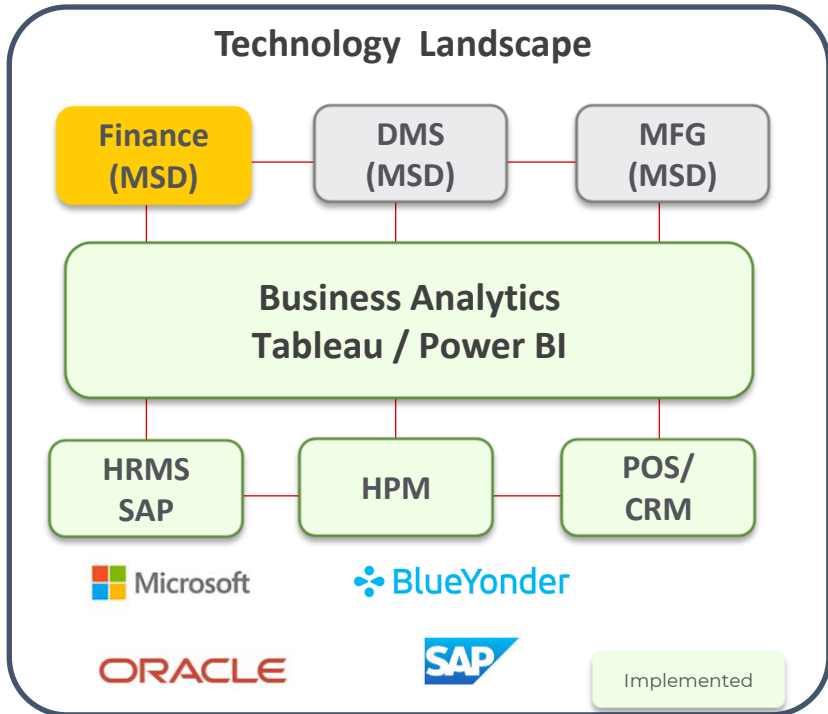 Technology Landscape
Finance
(MSD)
DMS
(MSD)
MFG
(MSD)
Business Analytics
Tableau / Power BI
HRMS
SAP
HPM
POS/
CRM
Microsoft
BlueYonder
ORACLE
SAP
Implemented